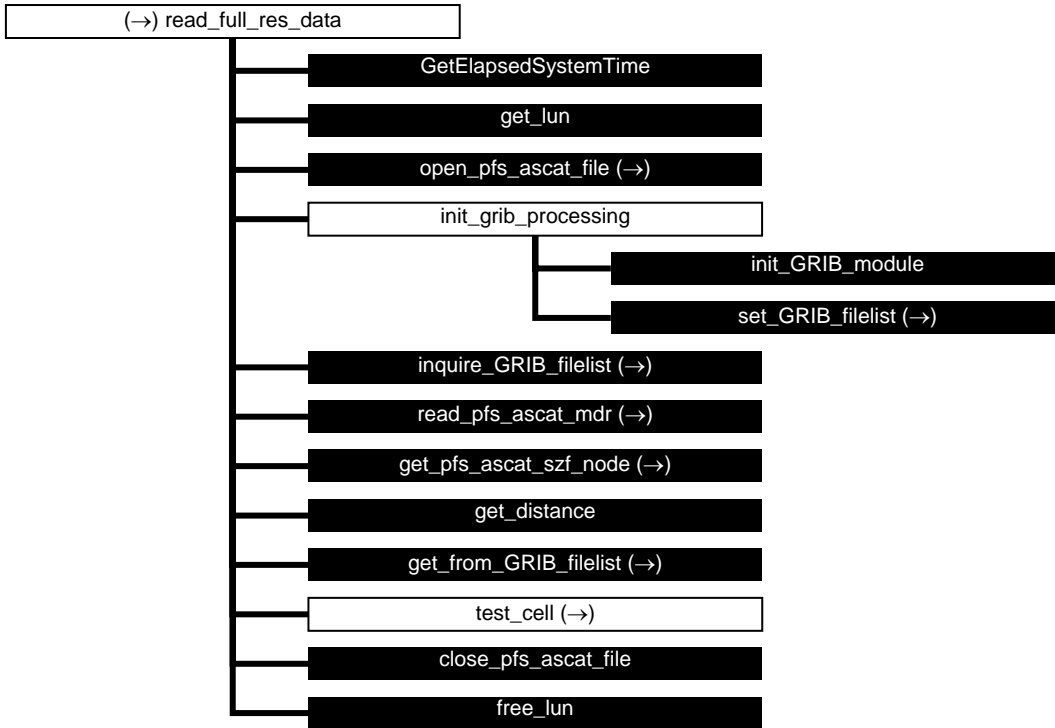 (→) read_full_res_data
GetElapsedSystemTime
get_lun
open_pfs_ascat_file (→)
init_grib_processing
init_GRIB_module
set_GRIB_filelist (→)
inquire_GRIB_filelist (→)
read_pfs_ascat_mdr (→)
get_pfs_ascat_szf_node (→)
get_distance
get_from_GRIB_filelist (→)
test_cell (→)
close_pfs_ascat_file
free_lun